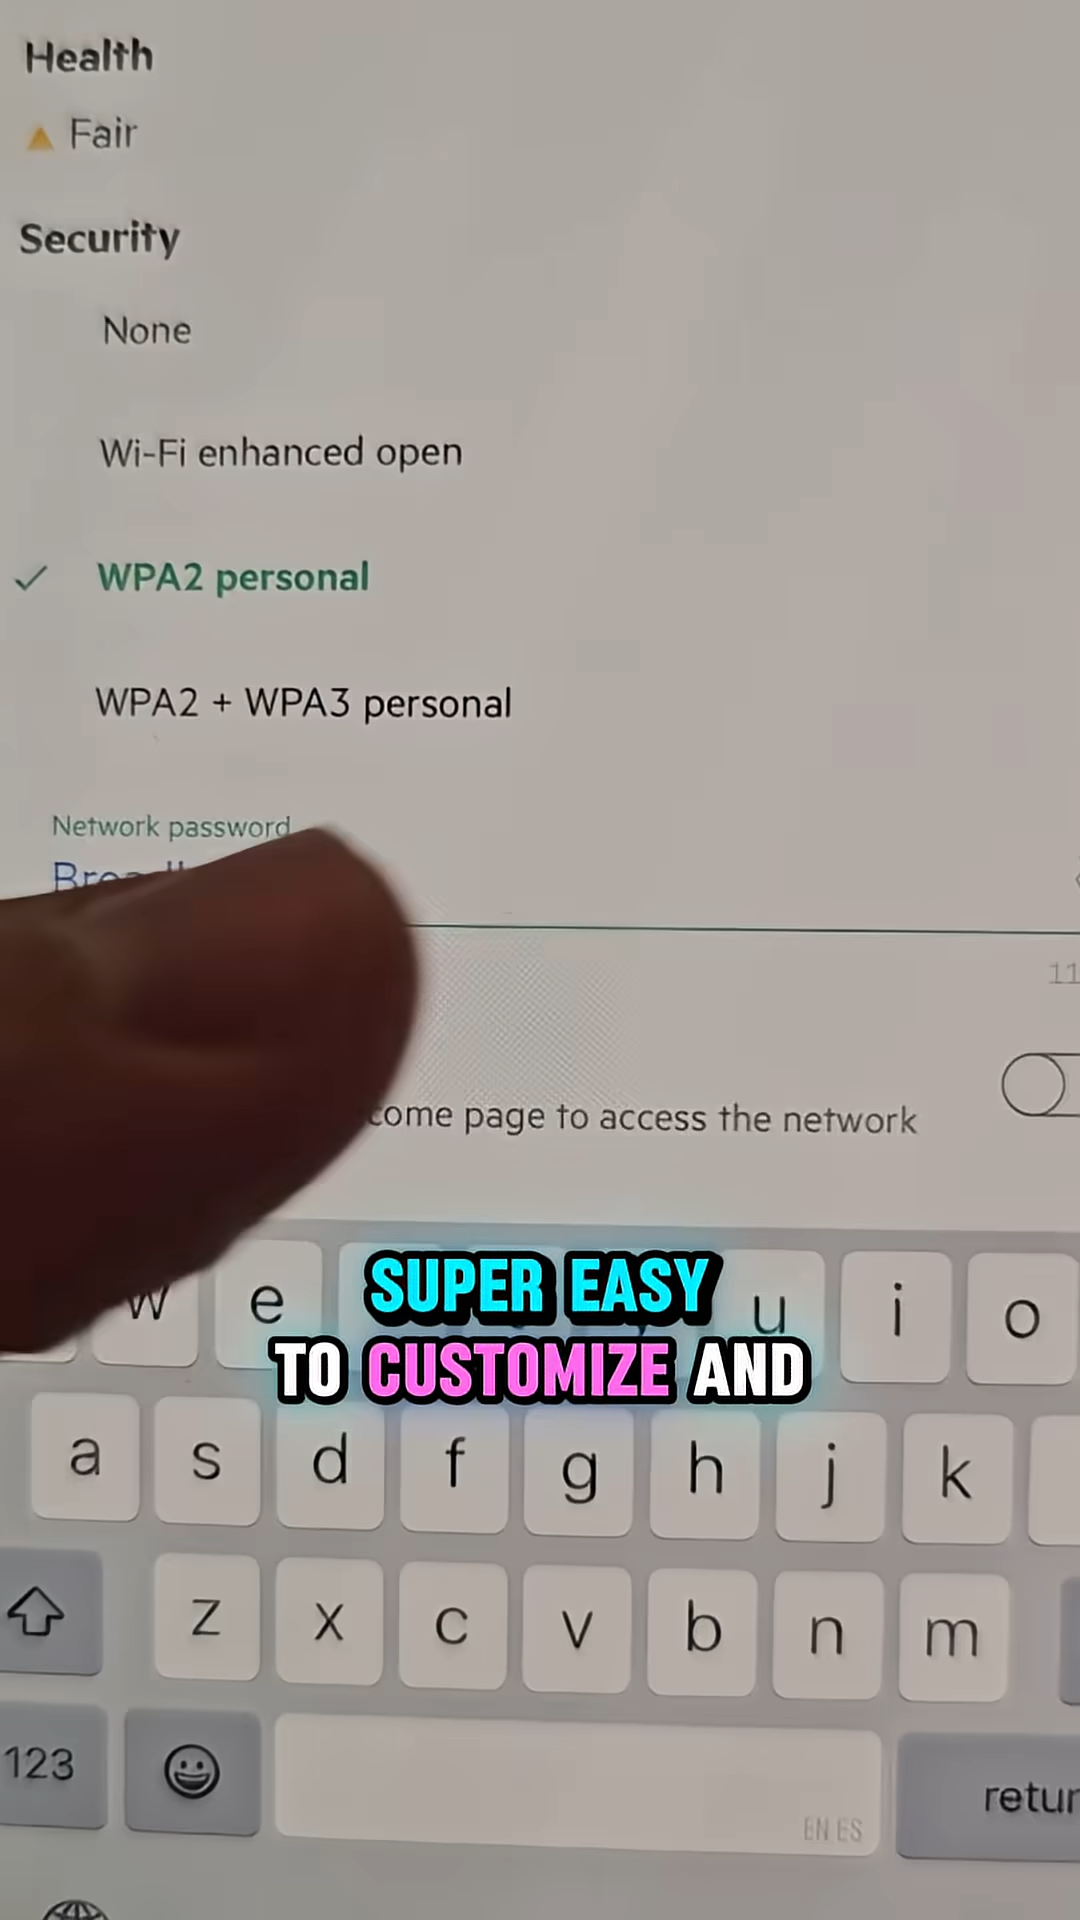 Health
Fair
Security
None
Wi-Fi enhanced open
WPA2 personal
WPA2 + WPA3 personal
Network password
11
come page to access the network
SUPER EASY
TO CUSTOMIZE AND
w e u i o
a s d f g h j k
z x c v b n m
123
EN ES